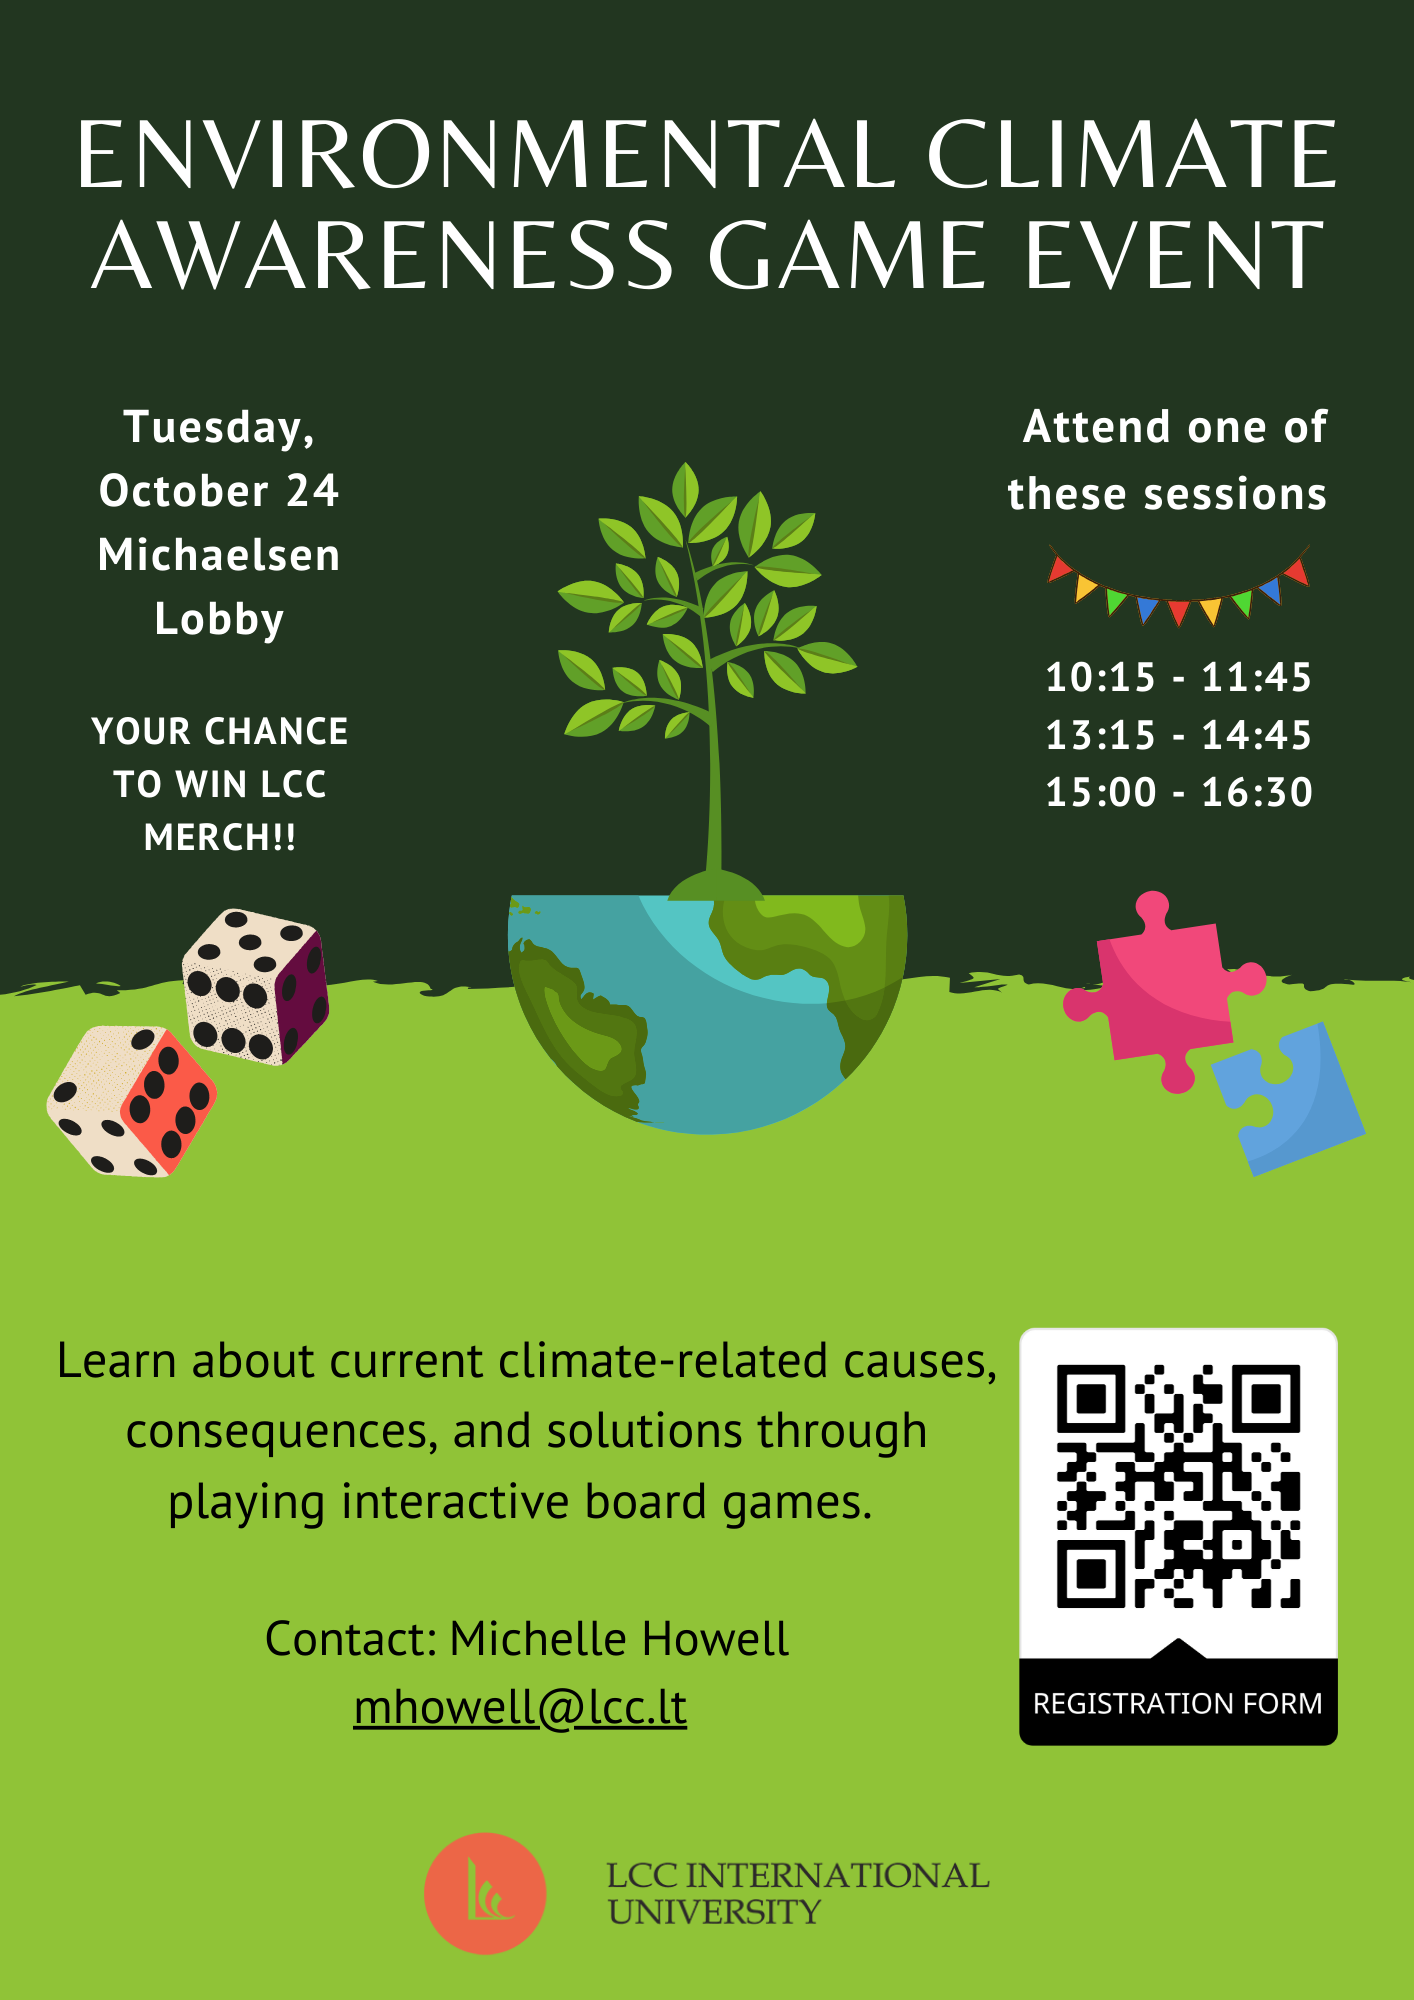 ENVIRONMENTAL CLIMATE
AWARENESS GAME EVENT
Tuesday,
October 24
Michaelsen
Lobby
YOUR CHANCE
TO WIN LCC
MERCH!!
Attend one of
these sessions
10:15 - 11:45
13:15 - 14:45
15:00 - 16:30
Learn about current climate-related causes,
consequences, and solutions through
playing interactive board games.
Contact: Michelle Howell
mhowell@lcc.lt
REGISTRATION FORM
LCC INTERNATIONAL
UNIVERSITY